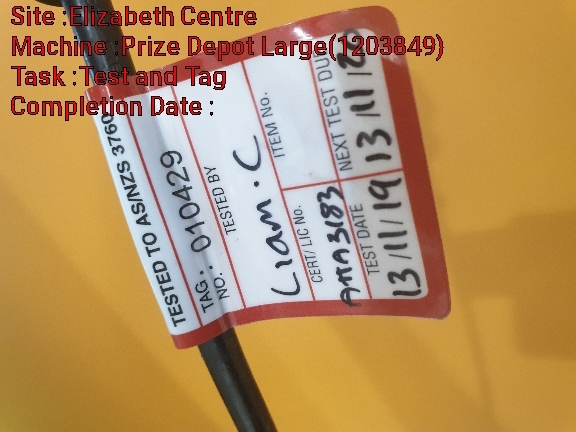 Site :Elizabeth Centre
Machine :Prize Depot Large(1203849)
Task :Test and Tag
Completion Date :
TESTED TO AS/NZS 3760
TAG NO.: 010429
TESTED BY
Liam.C
ITEM No.
CERT/ LIC No.
AHA3183
NEXT TEST DU
13/11/20
TEST DATE
13/11/19